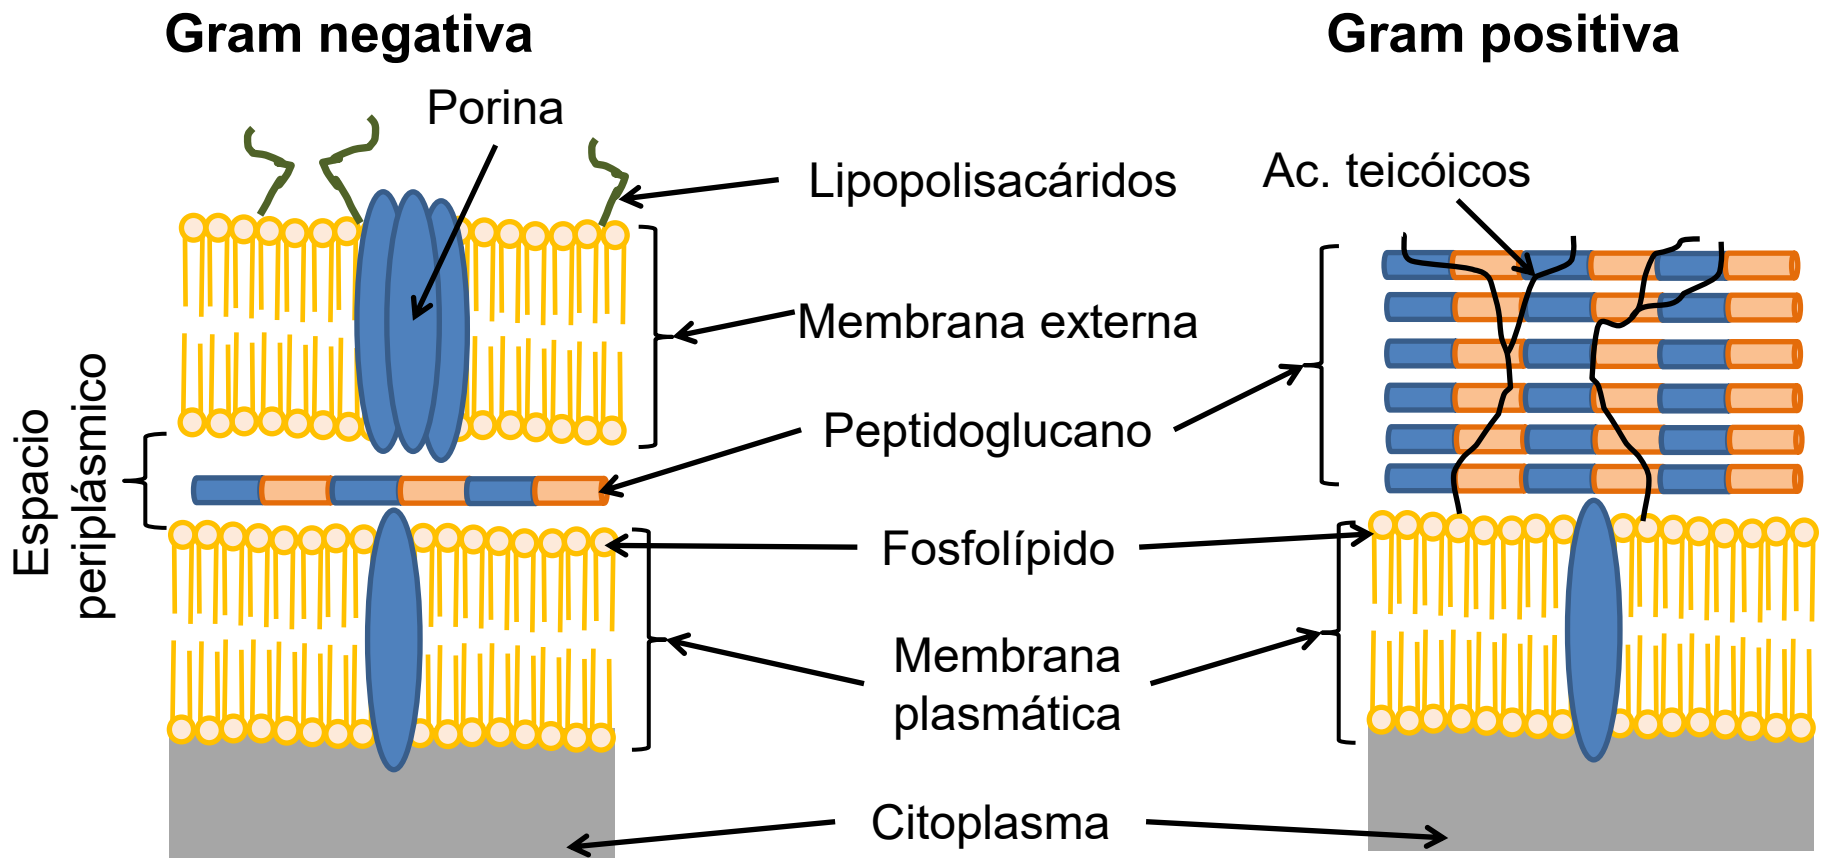 Gram negativa
Gram positiva
Porina
Lipopolisacáridos
Ac. teicóicos
Membrana externa
Peptidoglucano
Espacio
periplásmico
Fosfolípido
Membrana
plasmática
Citoplasma